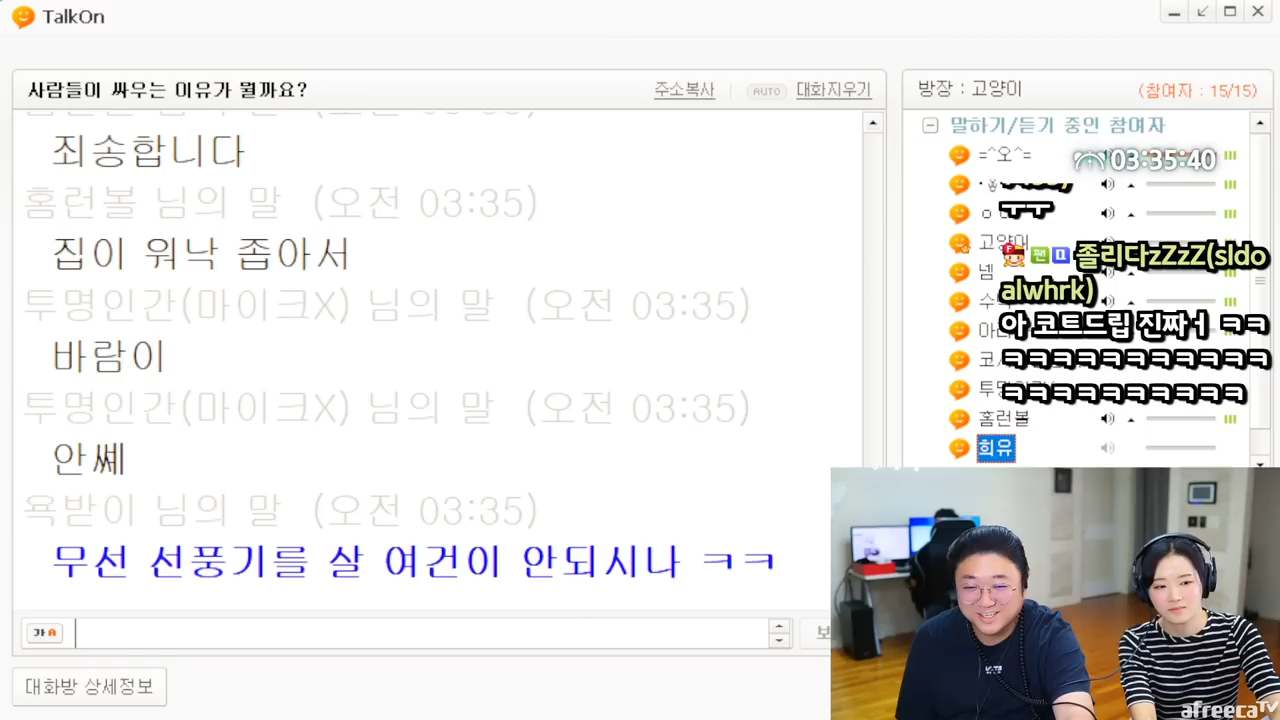 TalkOn
사람들이 싸우는 이유가 뭘까요?
주소복사
AUTO
대화지우기
죄송합니다
홈런볼 님의 말 (오전 03:35)
집이 워낙 좁아서
투명인간(마이크X) 님의 말 (오전 03:35)
바람이
투명인간(마이크X) 님의 말 (오전 03:35)
안쎄
욕받이 님의 말 (오전 03:35)
무선 선풍기를 살 여건이 안되시나 ㅋㅋ
가A
대화방 상세정보
방장 : 고양이
(참여자 : 15/15)
말하기/듣기 중인 참여자
=^오^=
03:35:40
ㅜㅜ
고양이
F 팬
졸리다zZzZ(sldo
alwhrk)
넴
아 코트드립 진짜ㅓ ㅋㅋ
ㅋㅋㅋㅋㅋㅋㅋㅋㅋㅋㅋ
ㅋㅋㅋㅋㅋㅋㅋㅋㅋㅋ
홈런볼
희유
afreecaTV